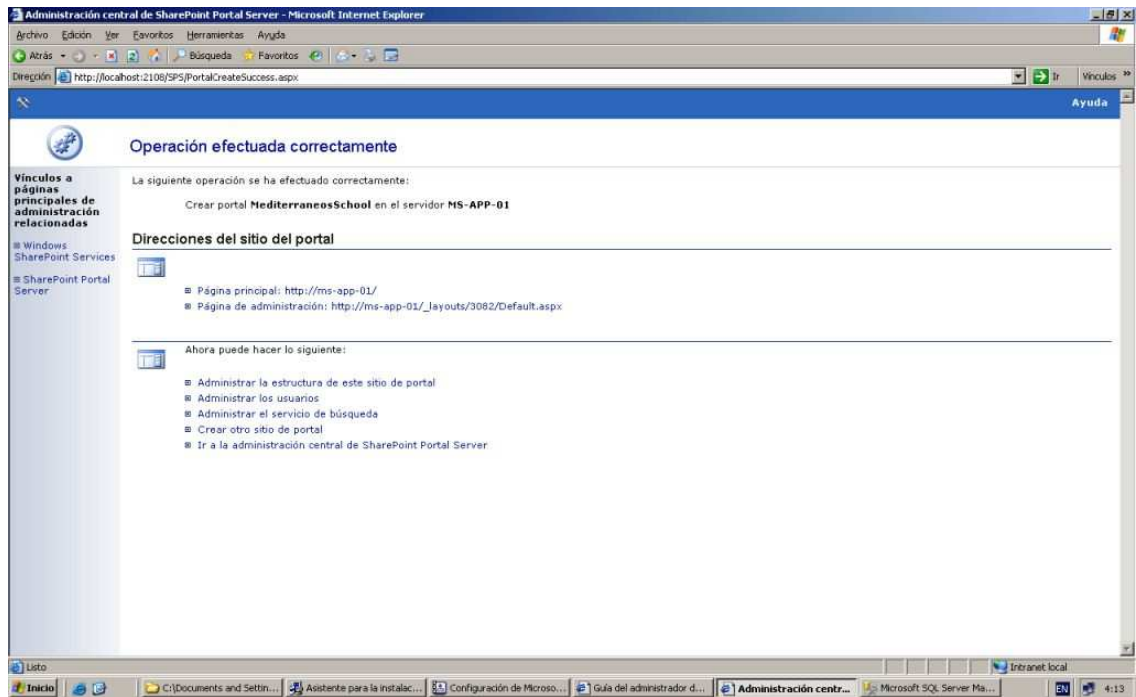 Administración central de SharePoint Portal Server - Microsoft Internet Explorer
Archivo Edición Ver Favoritos Herramientas Ayuda
Atrás Búsqueda Favoritos
Dirección http://localhost:2108/SPS/PortalCreateSuccess.aspx Ir Vínculos »
Ayuda
Operación efectuada correctamente
Vínculos a
páginas
principales de
administración
relacionadas
Windows
SharePoint Services
SharePoint Portal
Server
La siguiente operación se ha efectuado correctamente:
Crear portal MediterraneosSchool en el servidor MS-APP-01
Direcciones del sitio del portal
Página principal: http://ms-app-01/
Página de administración: http://ms-app-01/_layouts/3082/Default.aspx
Ahora puede hacer lo siguiente:
Administrar la estructura de este sitio de portal
Administrar los usuarios
Administrar el servicio de búsqueda
Crear otro sitio de portal
Ir a la administración central de SharePoint Portal Server
Listo Intranet local
Inicio C:\Documents and Settin... Asistente para la instalac... Configuración de Microso... Guía del administrador d... Administración centr... Microsoft SQL Server Ma... EN 4:13